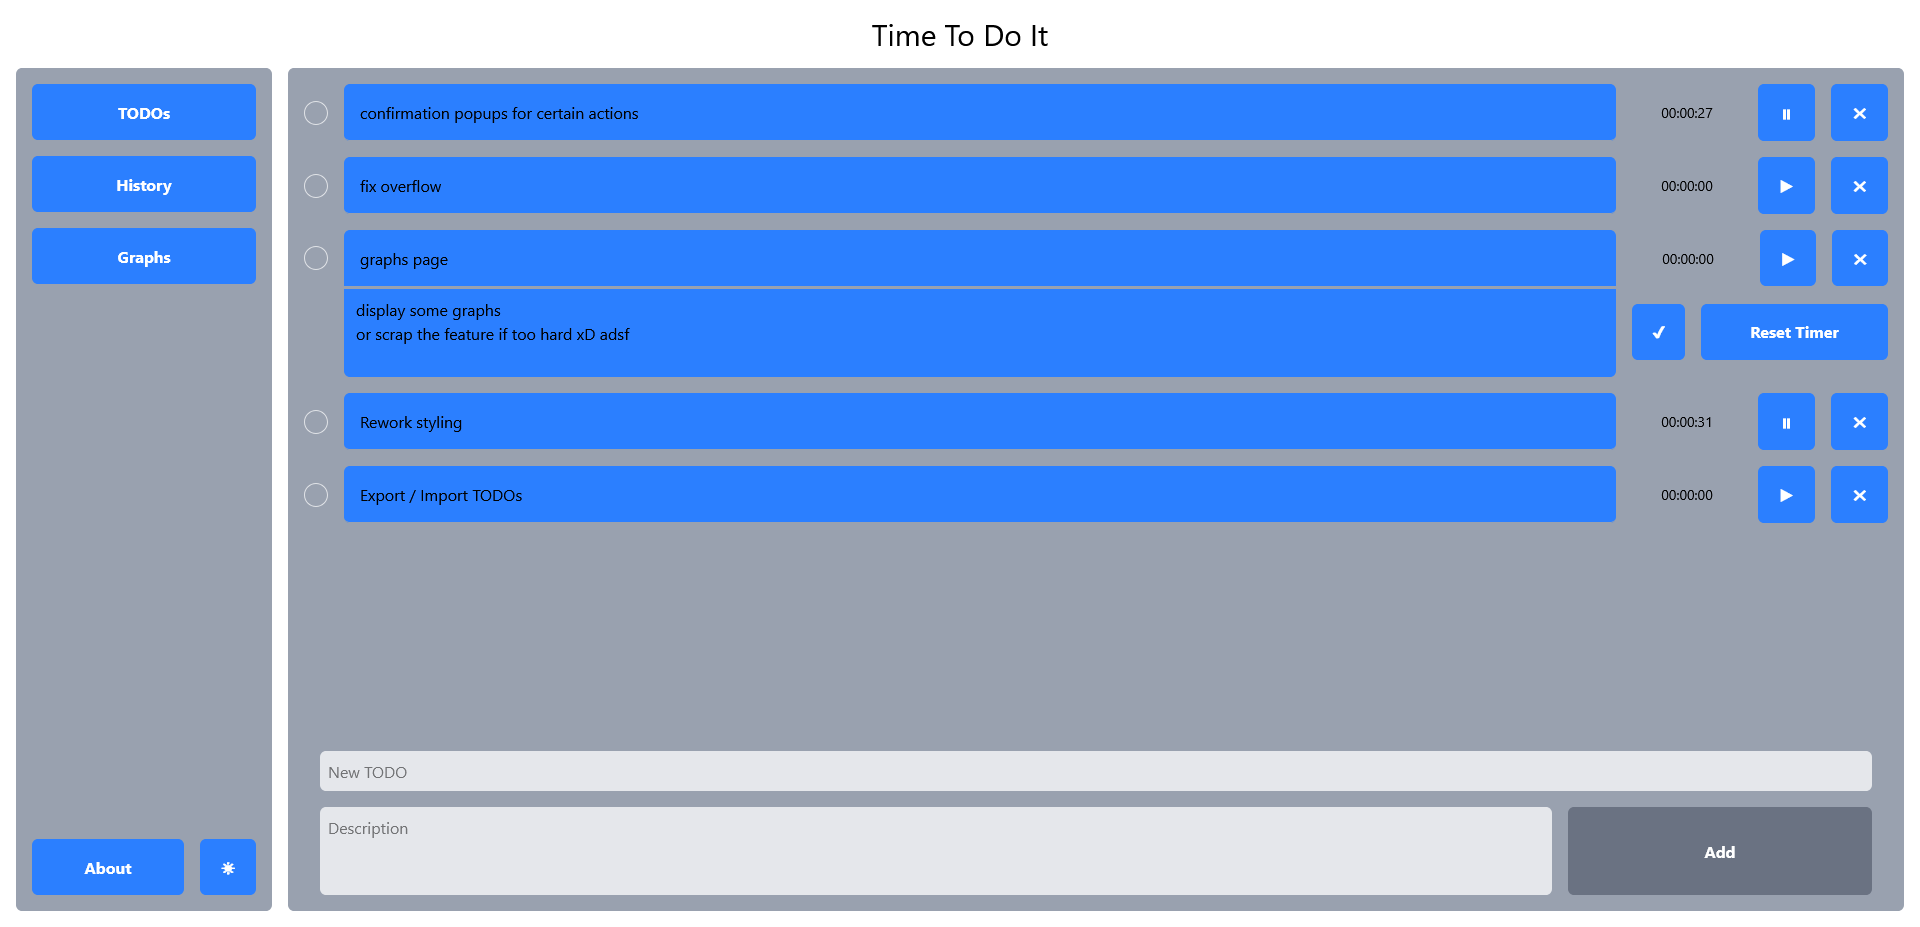 Time To Do It
TODOs
History
Graphs
About
confirmation popups for certain actions
00:00:27
fix overflow
00:00:00
graphs page
00:00:00
display some graphs
or scrap the feature if too hard xD adsf
Reset Timer
Rework styling
00:00:31
Export / Import TODOs
00:00:00
New TODO
Description
Add